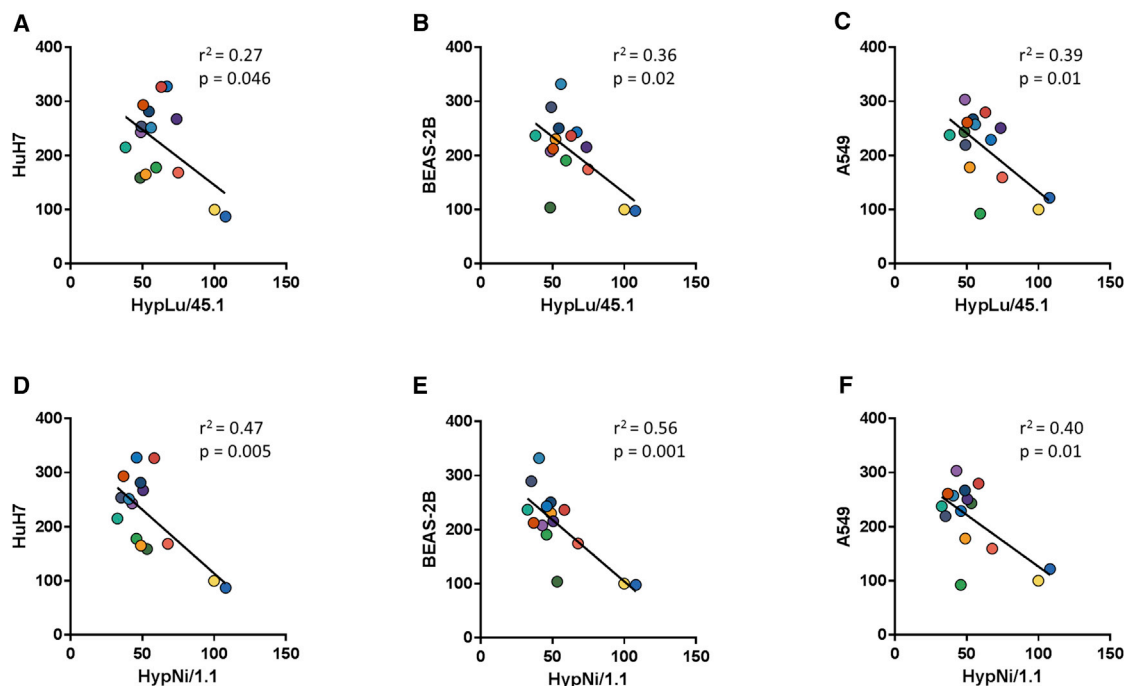 A
HuH7
400
300
200
100
0
r² = 0.27
p = 0.046
0 50 100 150
HypLu/45.1
B
BEAS-2B
400
300
200
100
0
r² = 0.36
p = 0.02
0 50 100 150
HypLu/45.1
C
A549
400
300
200
100
0
r² = 0.39
p = 0.01
0 50 100 150
HypLu/45.1
D
HuH7
400
300
200
100
0
r² = 0.47
p = 0.005
0 50 100 150
HypNi/1.1
E
BEAS-2B
400
300
200
100
0
r² = 0.56
p = 0.001
0 50 100 150
HypNi/1.1
F
A549
400
300
200
100
0
r² = 0.40
p = 0.01
0 50 100 150
HypNi/1.1